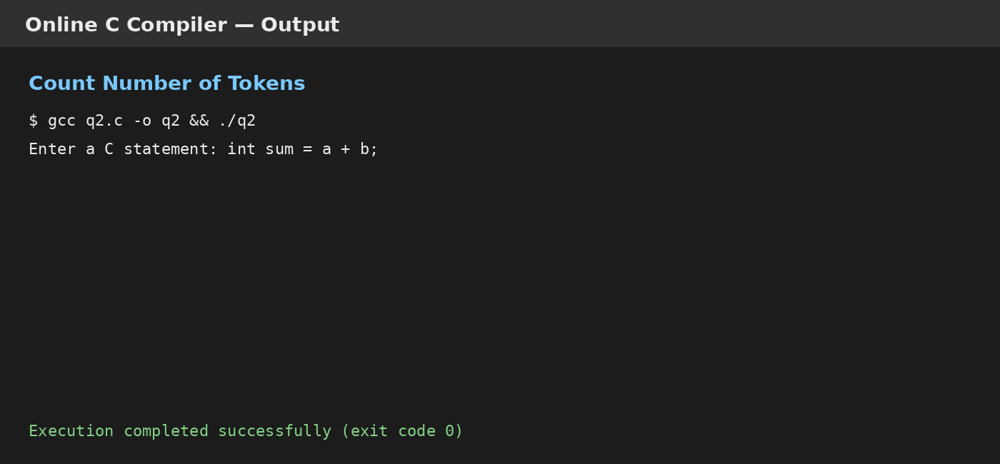 Online C Compiler — Output
Count Number of Tokens
$ gcc q2.c -o q2 && ./q2
Enter a C statement: int sum = a + b;
Execution completed successfully (exit code 0)